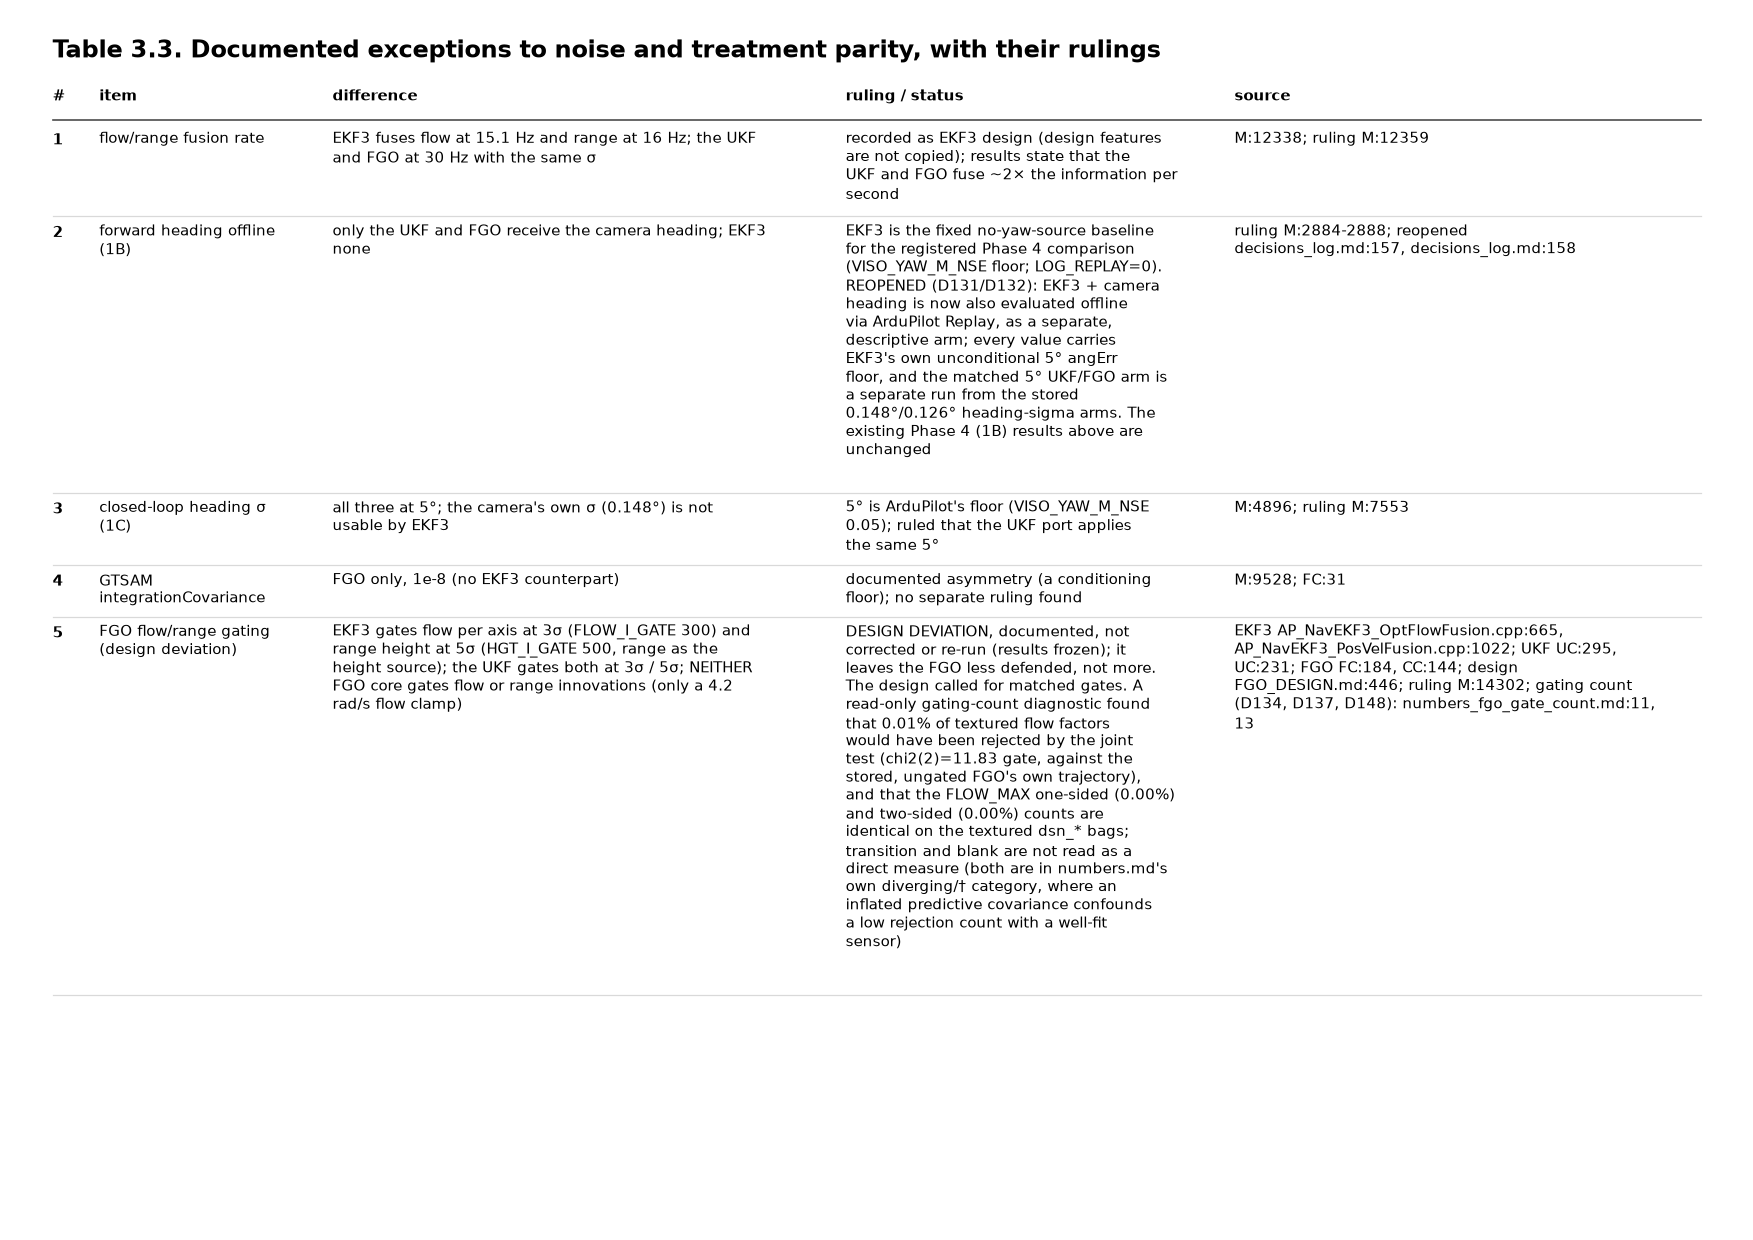 Table 3.3. Documented exceptions to noise and treatment parity, with their rulings
# item difference ruling / status source
1 flow/range fusion rate EKF3 fuses flow at 15.1 Hz and range at 16 Hz; the UKF recorded as EKF3 design (design features M:12338; ruling M:12359
and FGO at 30 Hz with the same σ are not copied); results state that the
UKF and FGO fuse ~2× the information per
second
2 forward heading offline only the UKF and FGO receive the camera heading; EKF3 EKF3 is the fixed no-yaw-source baseline ruling M:2884-2888; reopened
(1B) none for the registered Phase 4 comparison decisions_log.md:157, decisions_log.md:158
(VISO_YAW_M_NSE floor; LOG_REPLAY=0).
REOPENED (D131/D132): EKF3 + camera
heading is now also evaluated offline
via ArduPilot Replay, as a separate,
descriptive arm; every value carries
EKF3's own unconditional 5° angErr
floor, and the matched 5° UKF/FGO arm is
a separate run from the stored
0.148°/0.126° heading-sigma arms. The
existing Phase 4 (1B) results above are
unchanged
3 closed-loop heading σ all three at 5°; the camera's own σ (0.148°) is not 5° is ArduPilot's floor (VISO_YAW_M_NSE M:4896; ruling M:7553
(1C) usable by EKF3 0.05); ruled that the UKF port applies
the same 5°
4 GTSAM FGO only, 1e-8 (no EKF3 counterpart) documented asymmetry (a conditioning M:9528; FC:31
integrationCovariance floor); no separate ruling found
5 FGO flow/range gating EKF3 gates flow per axis at 3σ (FLOW_I_GATE 300) and DESIGN DEVIATION, documented, not EKF3 AP_NavEKF3_OptFlowFusion.cpp:665,
(design deviation) range height at 5σ (HGT_I_GATE 500, range as the corrected or re-run (results frozen); it AP_NavEKF3_PosVelFusion.cpp:1022; UKF UC:295,
height source); the UKF gates both at 3σ / 5σ; NEITHER leaves the FGO less defended, not more. UC:231; FGO FC:184, CC:144; design
FGO core gates flow or range innovations (only a 4.2 The design called for matched gates. A FGO_DESIGN.md:446; ruling M:14302; gating count
rad/s flow clamp) read-only gating-count diagnostic found (D134, D137, D148): numbers_fgo_gate_count.md:11,
that 0.01% of textured flow factors 13
would have been rejected by the joint
test (chi2(2)=11.83 gate, against the
stored, ungated FGO's own trajectory),
and that the FLOW_MAX one-sided (0.00%)
and two-sided (0.00%) counts are
identical on the textured dsn_* bags;
transition and blank are not read as a
direct measure (both are in numbers.md's
own diverging/† category, where an
inflated predictive covariance confounds
a low rejection count with a well-fit
sensor)